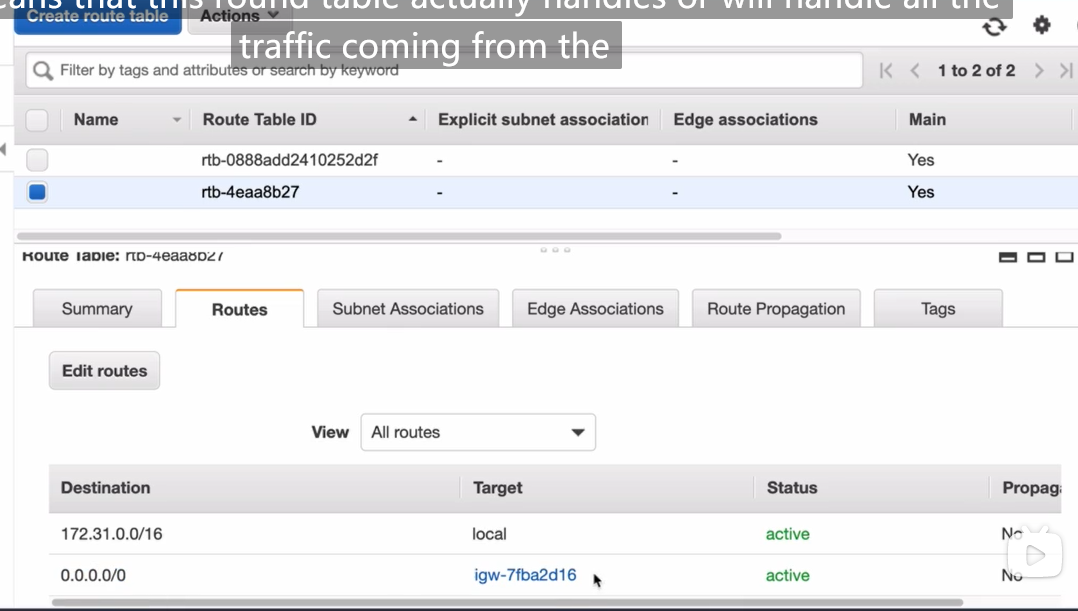 eans that this round table actually handles or will handle all the
traffic coming from the
Create route table Actions
Filter by tags and attributes or search by keyword 1 to 2 of 2
Name Route Table ID Explicit subnet association Edge associations Main
rtb-0888add2410252d2f - - Yes
rtb-4eaa8b27 - - Yes
Route Table: rtb-4eaa8b27
Summary Routes Subnet Associations Edge Associations Route Propagation Tags
Edit routes
View All routes
Destination Target Status Propaga
172.31.0.0/16 local active No
0.0.0.0/0 igw-7fba2d16 active No